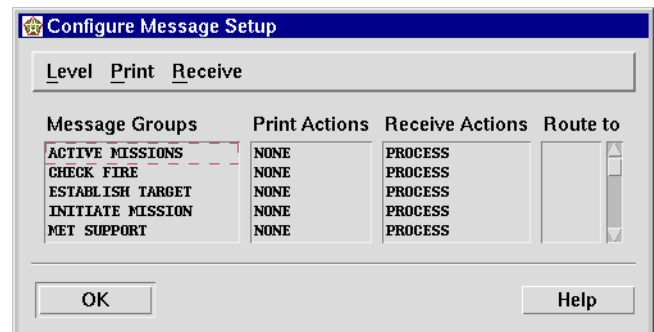 Configure Message Setup
Level Print Receive
Message Groups Print Actions Receive Actions Route to
ACTIVE MISSIONS NONE PROCESS
CHECK FIRE NONE PROCESS
ESTABLISH TARGET NONE PROCESS
INITIATE MISSION NONE PROCESS
MET SUPPORT NONE PROCESS
OK Help